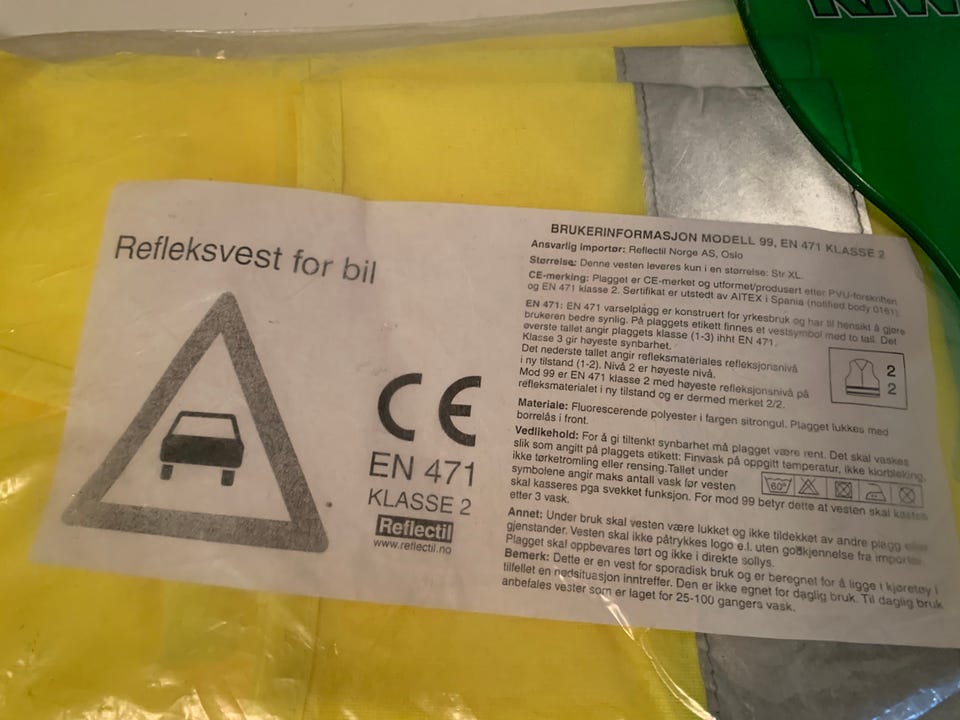 Refleksvest for bil
CE
EN 471
KLASSE 2
Reflectil
www.reflectil.no
BRUKERINFORMASJON MODELL 99, EN 471 KLASSE 2
Ansvarlig Importør: Reflectil Norge AS, Oslo
Størrelse: Denne vesten leveres kun i en størrelse: Str XL.
CE-merking: Plagget er CE-merket og utformet/produsert etter PVU-forskriften
og EN 471 klasse 2. Sertifikat er utstedt av AITEX i Spania (notified body 0161).
EN 471: EN 471 varselplagg er konstruert for yrkesbruk og har til hensikt å gjøre
brukeren bedre synlig. På plaggets etikett finnes et vestsymbol med to tall. Det
øverste tallet angir plaggets klasse (1-3) ihht EN 471.
Klasse 3 gir høyeste synbarhet.
Det nederste tallet angir refleksmateriales refleksjonsnivå
i ny tilstand (1-2). Nivå 2 er høyeste nivå.
Mod 99 er EN 471 klasse 2 med høyeste refleksjonsnivå på
refleksmaterialet i ny tilstand og er dermed merket 2/2.
2
2
Materiale: Fluorescerende polyester i fargen sitrongul. Plagget lukkes med
borrelås i front.
Vedlikehold: For å gi tiltenkt synbarhet må plagget være rent. Det skal vaskes
slik som angitt på plaggets etikett: Finvask på oppgitt temperatur, ikke klorbleking,
ikke tørketromling eller rensing.Tallet under
symbolene angir maks antall vask før vesten
60°
skal kasseres pga svekket funksjon. For mod 99 betyr dette at vesten skal kastes
etter 3 vask.
Annet: Under bruk skal vesten være lukket og ikke tildekket av andre plagg eller
gjenstander. Vesten skal ikke påtrykkes logo e.l. uten godkjennelse fra importør.
Plagget skal oppbevares tørt og ikke i direkte sollys.
Bemerk: Dette er en vest for sporadisk bruk og er beregnet for å ligge i kjøretøy i
tilfellet en nødsituasjon inntreffer. Den er ikke egnet for daglig bruk. Til daglig bruk
anbefales vester som er laget for 25-100 gangers vask.